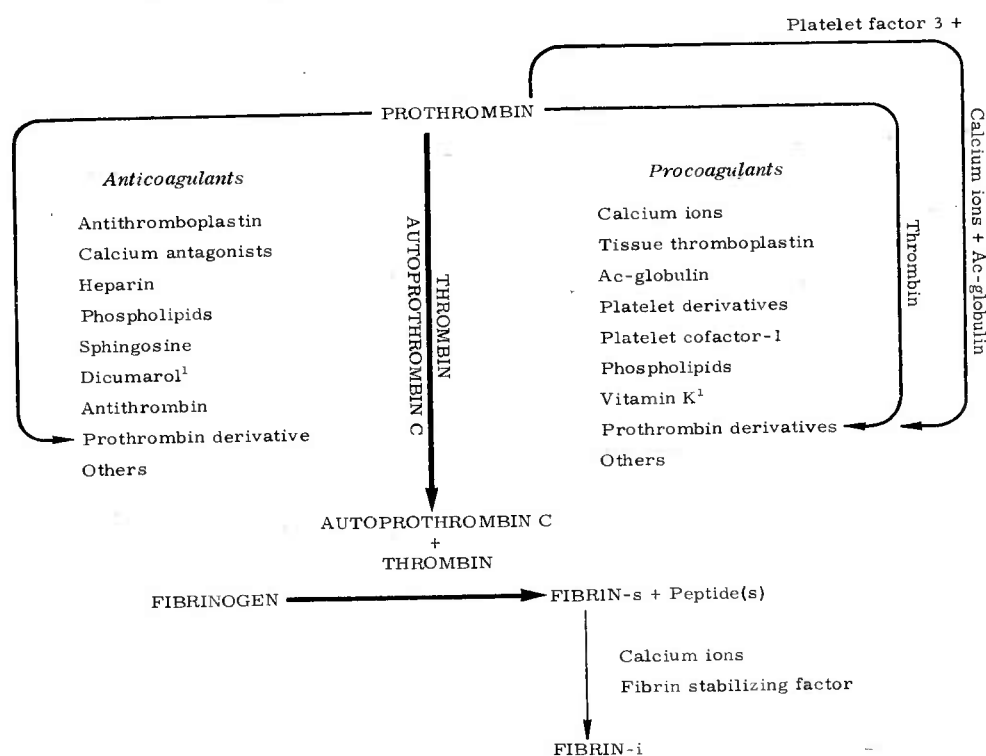 Platelet factor 3 +
PROTHROMBIN
Calcium ions + Ac-globulin
Thrombin
Anticoagulants
Antithromboplastin
Calcium antagonists
Heparin
Phospholipids
Sphingosine
Dicumarol¹
Antithrombin
Prothrombin derivative
Others
AUTOPROTHROMBIN C
THROMBIN
Procoagulants
Calcium ions
Tissue thromboplastin
Ac-globulin
Platelet derivatives
Platelet cofactor-I
Phospholipids
Vitamin K¹
Prothrombin derivatives
Others
AUTOPROTHROMBIN C
+
THROMBIN
FIBRINOGEN
FIBRIN-s + Peptide(s)
Calcium ions
Fibrin stabilizing factor
FIBRIN-i